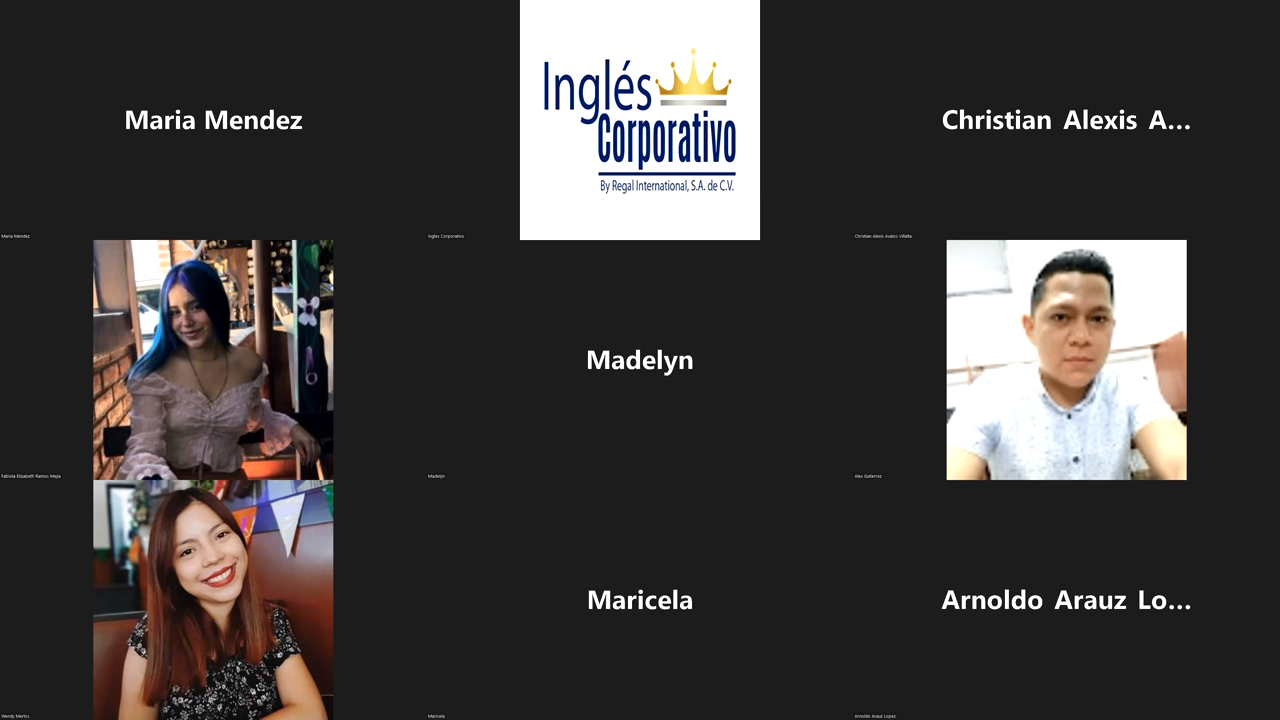 Maria Mendez
Inglés
Corporativo
By Regal International, S.A. de C.V.
Christian Alexis A...
Maria Mendez
Ingles Corporativo
Christian Alexis Avalos Villalta
Madelyn
Fabiola Elizabeth Ramos Mejia
Madelyn
Alex Gutierrez
Maricela
Arnoldo Arauz Lo...
Wendy Merlos
Maricela
Arnoldo Arauz Lopez